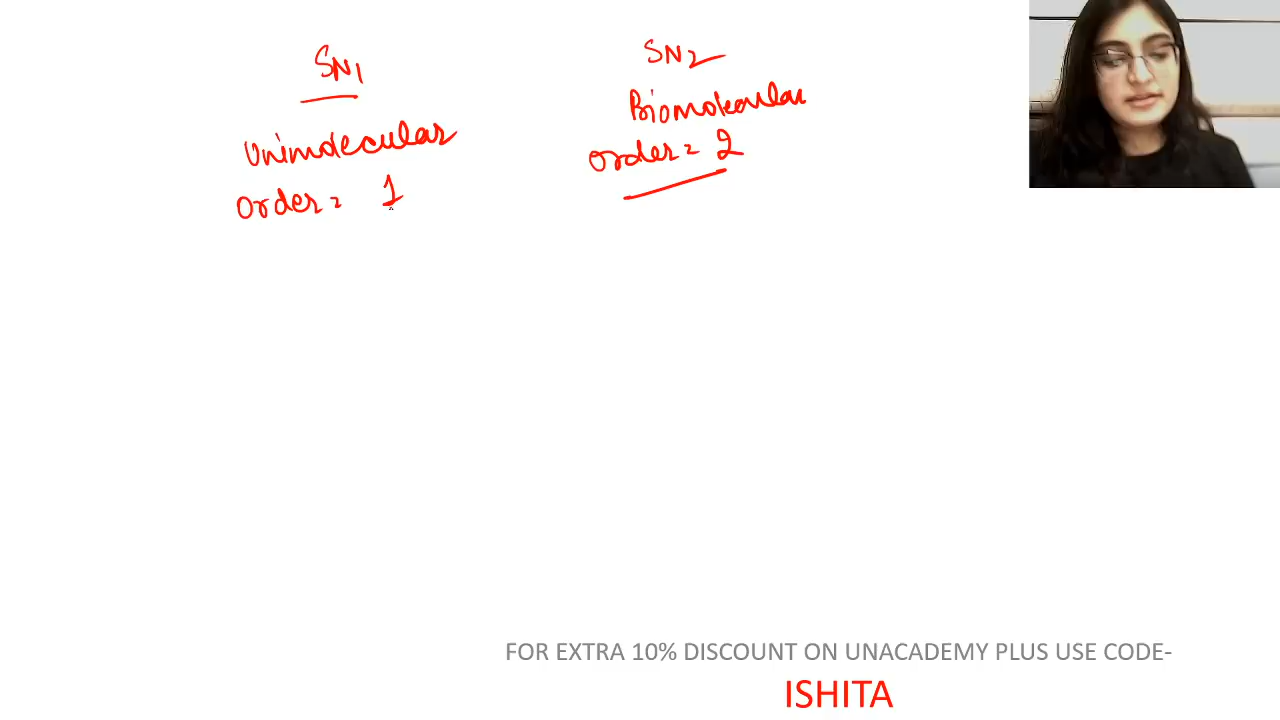 SN1
Unimolecular
Order = 1
SN2
Biomolecular
Order = 2
FOR EXTRA 10% DISCOUNT ON UNACADEMY PLUS USE CODE-
ISHITA